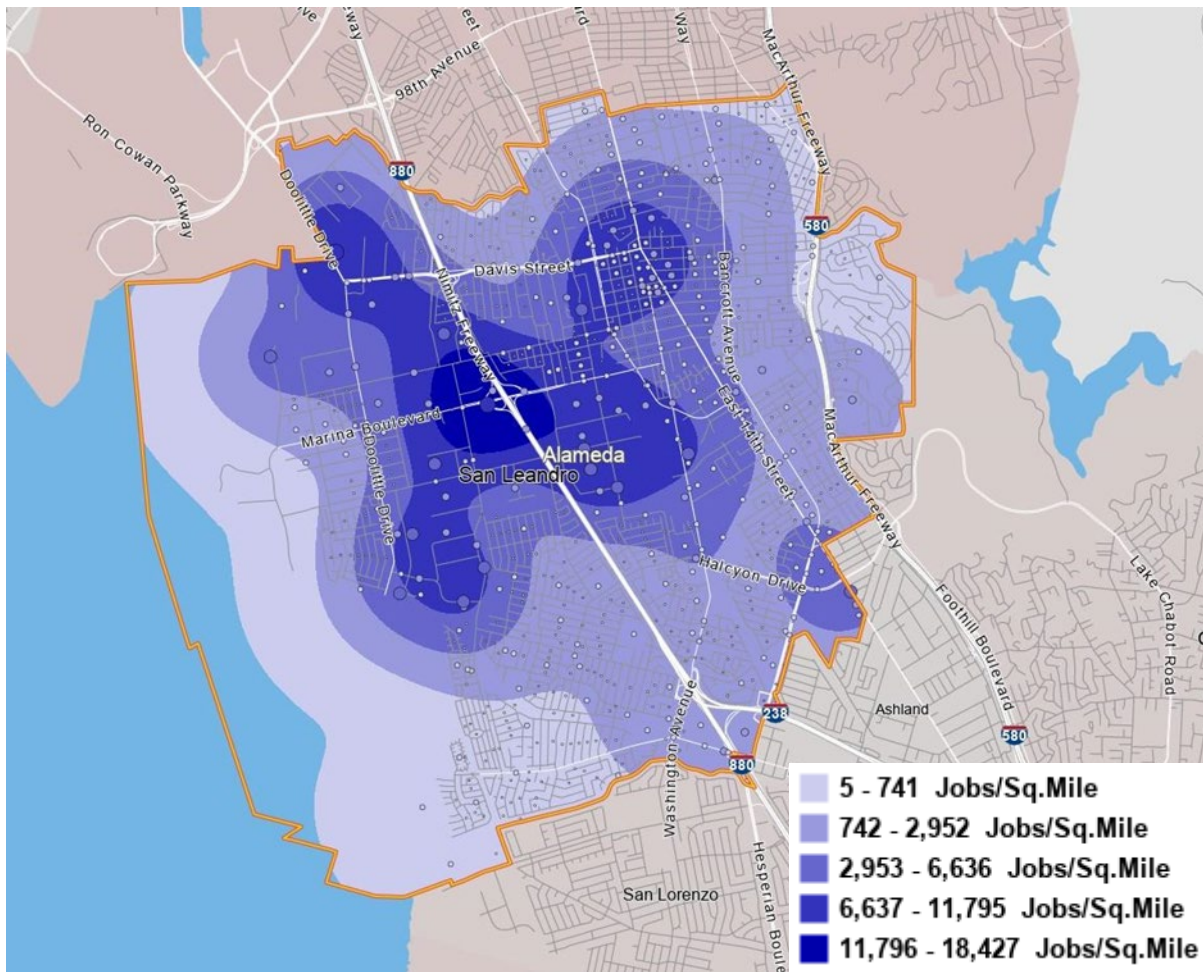 98th Avenue
Way
MacArthur Freeway
Ron Cowan Parkway
880
Doolittle Drive
580
Davis Street
Nimitz Freeway
Bancroft Avenue
Marina Boulevard
Doolittle Drive
Alameda
San Leandro
East 14th Street
MacArthur Freeway
Halcyon Drive
Foothill Boulevard
Lake Chabot Road
Washington Avenue
238
Ashland
580
880
Hesperian Boule
San Lorenzo
5 - 741 Jobs/Sq.Mile
742 - 2,952 Jobs/Sq.Mile
2,953 - 6,636 Jobs/Sq.Mile
6,637 - 11,795 Jobs/Sq.Mile
11,796 - 18,427 Jobs/Sq.Mile